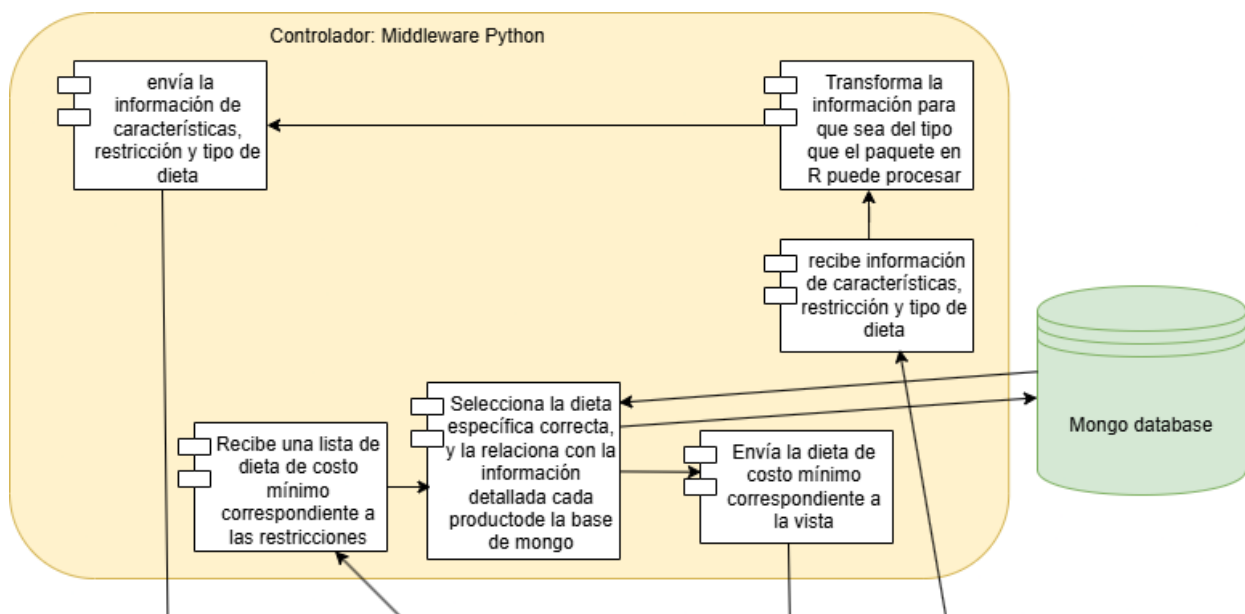 Controlador: Middleware Python
envía la
información de
características,
restricción y tipo de
dieta
Transforma la
información para
que sea del tipo
que el paquete en
R puede procesar
recibe información
de características,
restricción y tipo de
dieta
Mongo database
Recibe una lista de
dieta de costo
mínimo
correspondiente a
las restricciones
Selecciona la dieta
específica correcta,
y la relaciona con la
información
detallada cada
productode la base
de mongo
Envía la dieta de
costo mínimo
correspondiente a
la vista